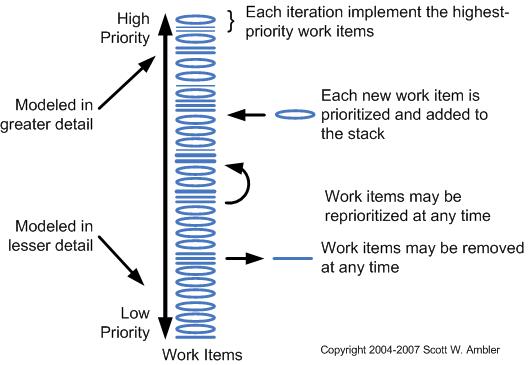 High
Priority
Each iteration implement the highest-
priority work items
Modeled in
greater detail
Each new work item is
prioritized and added to
the stack
Work items may be
reprioritized at any time
Modeled in
lesser detail
Work items may be removed
at any time
Low
Priority
Work Items
Copyright 2004-2007 Scott W. Ambler